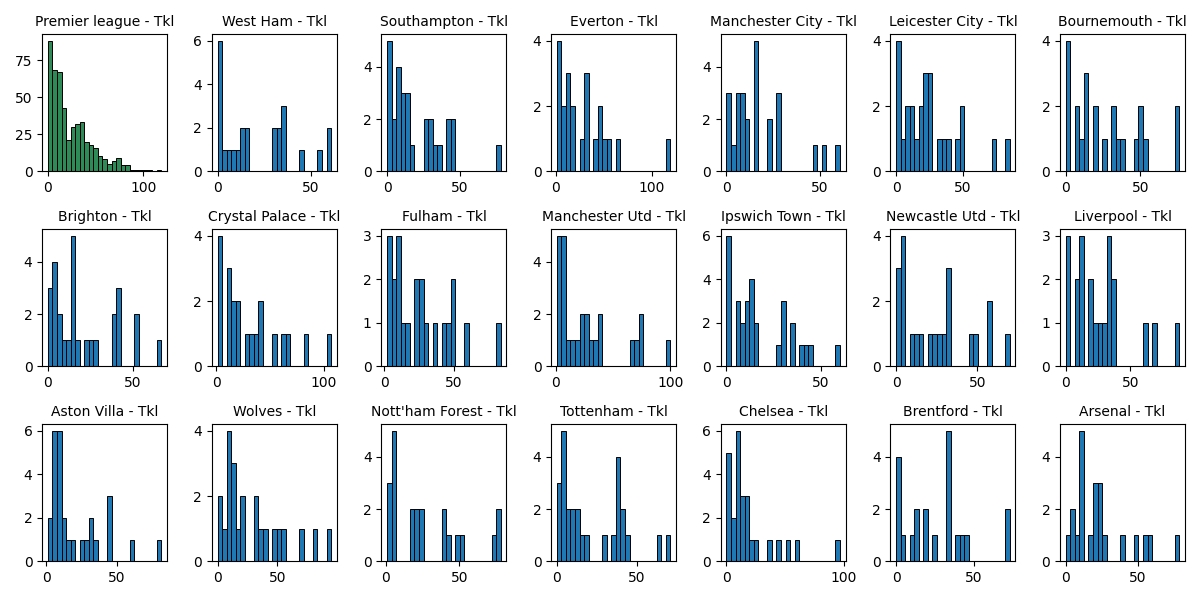 Premier league - Tkl West Ham - Tkl Southampton - Tkl Everton - Tkl Manchester City - Tkl Leicester City - Tkl Bournemouth - Tkl
75 50 25 0 0 100
6 4 2 0 0 50
4 2 0 0 50
4 2 0 0 100
4 2 0 0 50
4 2 0 0 50
4 2 0 0 50
Brighton - Tkl Crystal Palace - Tkl Fulham - Tkl Manchester Utd - Tkl Ipswich Town - Tkl Newcastle Utd - Tkl Liverpool - Tkl
4 2 0 0 50
4 2 0 0 50 100
3 2 1 0 0 50
4 2 0 0 100
6 4 2 0 0 50
4 2 0 0 50
3 2 1 0 0 50
Aston Villa - Tkl Wolves - Tkl Nott'ham Forest - Tkl Tottenham - Tkl Chelsea - Tkl Brentford - Tkl Arsenal - Tkl
6 4 2 0 0 50
4 2 0 0 50
4 2 0 0 50
4 2 0 0 50
6 4 2 0 0 50 100
4 2 0 0 50
4 2 0 0 50